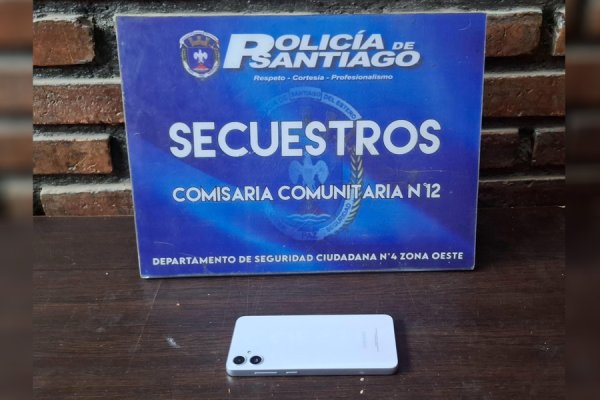 POLICÍA DE
SANTIAGO
Respeto - Cortesía - Profesionalismo
SECUESTROS
COMISARIA COMUNITARIA N°12
DEPARTAMENTO DE SEGURIDAD CIUDADANA N°4 ZONA OESTE